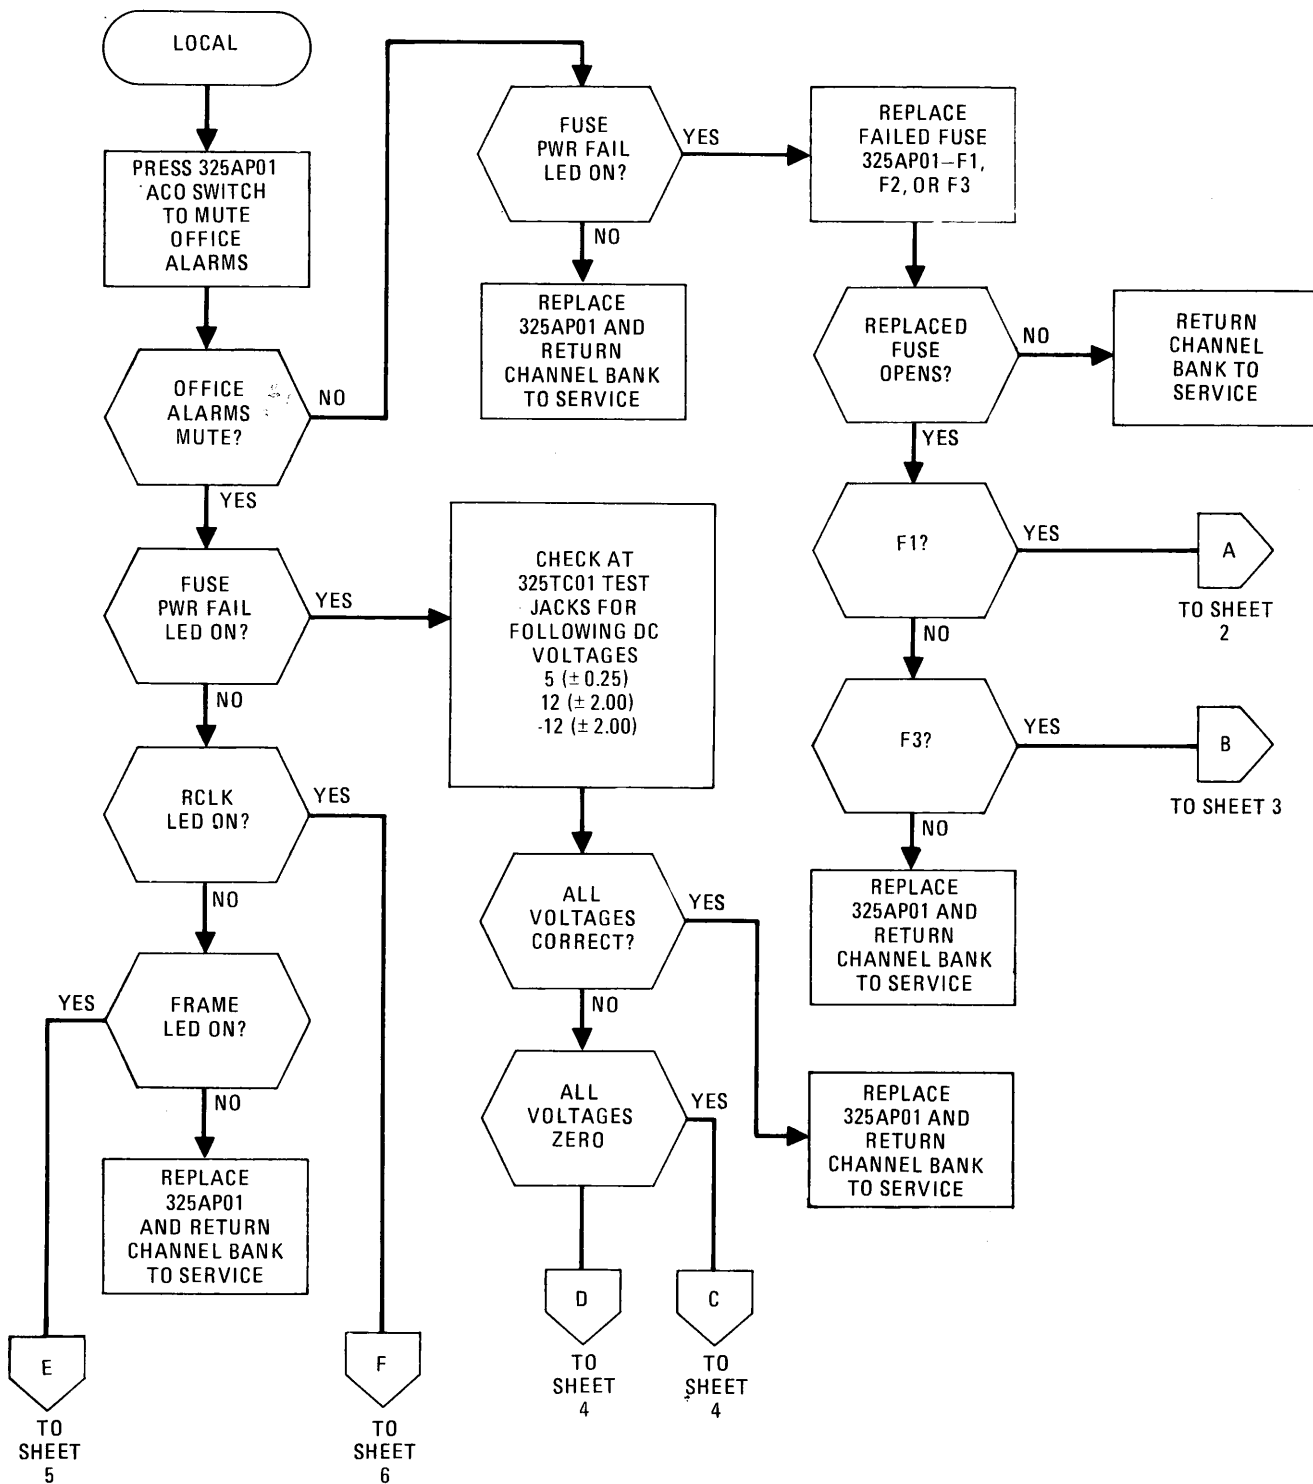 LOCAL
PRESS 325AP01
ACO SWITCH
TO MUTE
OFFICE
ALARMS
OFFICE
ALARMS
MUTE?
NO
YES
FUSE
PWR FAIL
LED ON?
YES
NO
RCLK
LED ON?
YES
NO
FRAME
LED ON?
YES
NO
REPLACE
325AP01
AND RETURN
CHANNEL BANK
TO SERVICE
E
TO
SHEET
5
F
TO
SHEET
6
FUSE
PWR FAIL
LED ON?
YES
NO
REPLACE
325AP01 AND
RETURN
CHANNEL BANK
TO SERVICE
CHECK AT
325TC01 TEST
JACKS FOR
FOLLOWING DC
VOLTAGES
5 (± 0.25)
12 (± 2.00)
-12 (± 2.00)
ALL
VOLTAGES
CORRECT?
YES
NO
ALL
VOLTAGES
ZERO
YES
D
TO
SHEET
4
C
TO
SHEET
4
REPLACE
FAILED FUSE
325AP01–F1,
F2, OR F3
REPLACED
FUSE
OPENS?
NO
YES
RETURN
CHANNEL
BANK TO
SERVICE
F1?
YES
NO
A
TO SHEET
2
F3?
YES
NO
B
TO SHEET 3
REPLACE
325AP01 AND
RETURN
CHANNEL BANK
TO SERVICE
REPLACE
325AP01 AND
RETURN
CHANNEL BANK
TO SERVICE